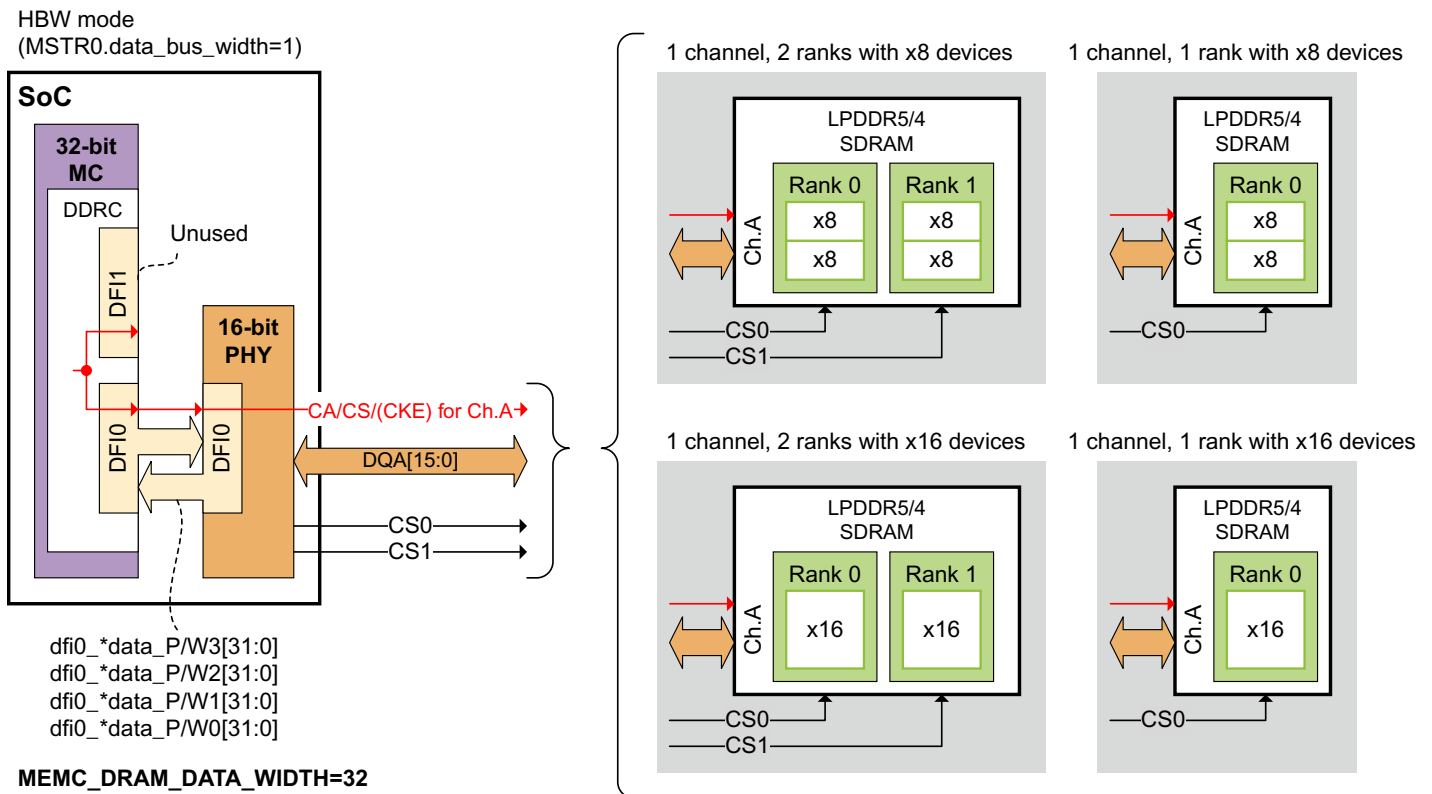 HBW mode
(MSTR0.data_bus_width=1)
SoC
32-bit
MC
DDRC
DFI1
Unused
DFI0
16-bit
PHY
DFI0
CA/CS/(CKE) for Ch.A
DQA[15:0]
CS0
CS1
dfi0_*data_P/W3[31:0]
dfi0_*data_P/W2[31:0]
dfi0_*data_P/W1[31:0]
dfi0_*data_P/W0[31:0]
MEMC_DRAM_DATA_WIDTH=32
1 channel, 2 ranks with x8 devices
LPDDR5/4
SDRAM
Ch.A
Rank 0
x8
x8
Rank 1
x8
x8
CS0
CS1
1 channel, 1 rank with x8 devices
LPDDR5/4
SDRAM
Ch.A
Rank 0
x8
x8
CS0
1 channel, 2 ranks with x16 devices
LPDDR5/4
SDRAM
Ch.A
Rank 0
x16
Rank 1
x16
CS0
CS1
1 channel, 1 rank with x16 devices
LPDDR5/4
SDRAM
Ch.A
Rank 0
x16
CS0